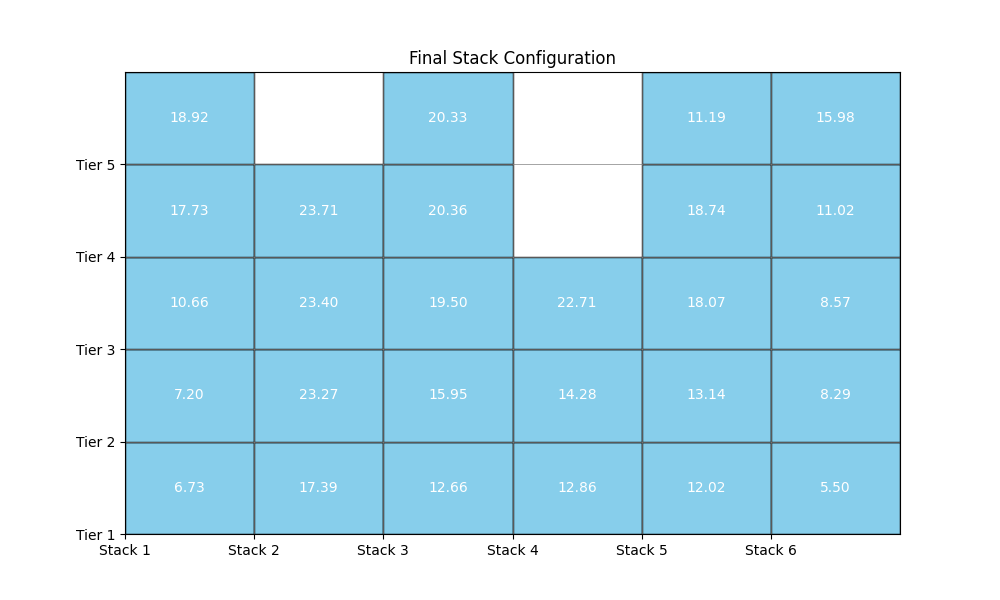 Final Stack Configuration
18.92 20.33 11.19 15.98
Tier 5
17.73 23.71 20.36 18.74 11.02
Tier 4
10.66 23.40 19.50 22.71 18.07 8.57
Tier 3
7.20 23.27 15.95 14.28 13.14 8.29
Tier 2
6.73 17.39 12.66 12.86 12.02 5.50
Tier 1
Stack 1 Stack 2 Stack 3 Stack 4 Stack 5 Stack 6